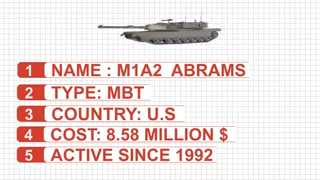 1 NAME : M1A2 ABRAMS
2 TYPE: MBT
3 COUNTRY: U.S
4 COST: 8.58 MILLION $
5 ACTIVE SINCE 1992